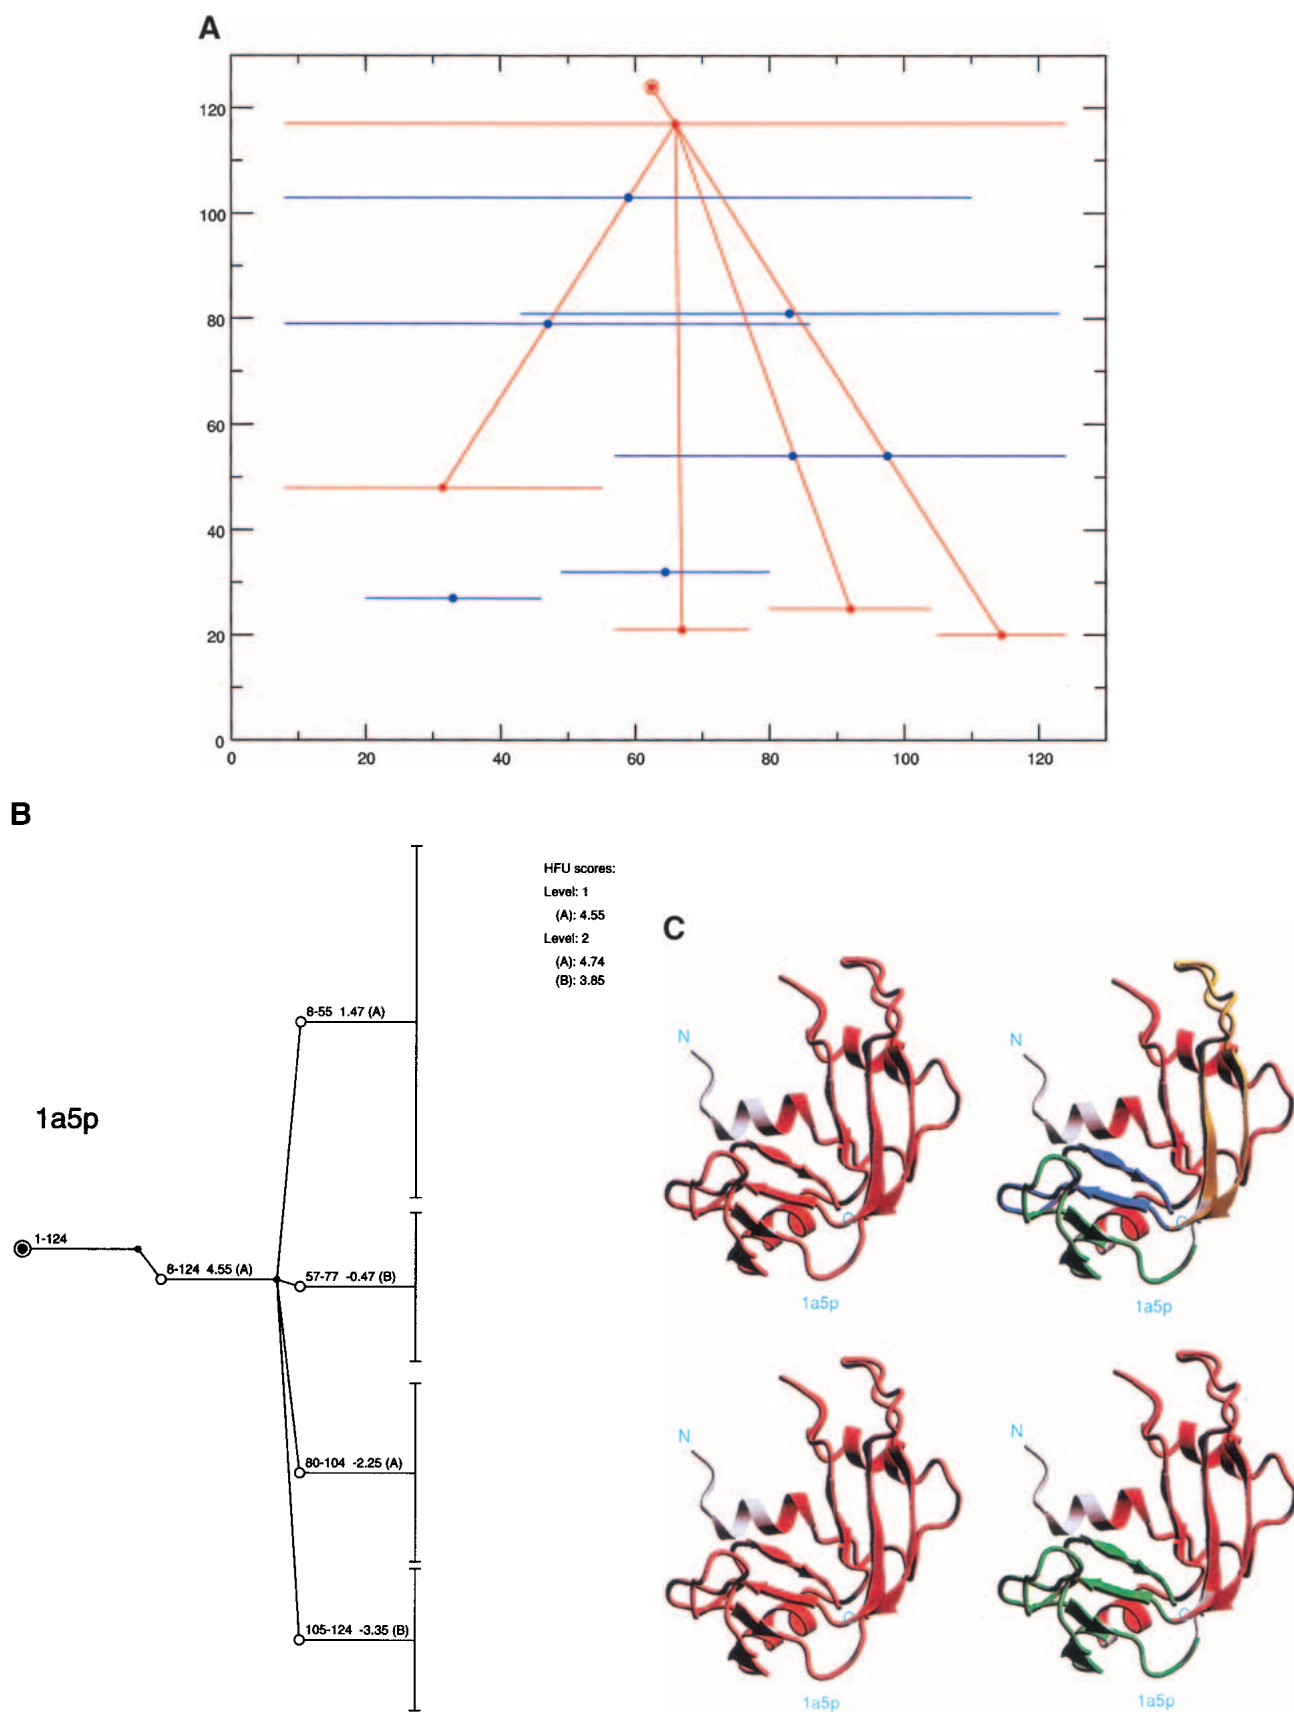 A
120
100
80
60
40
20
0
0 20 40 60 80 100 120
B
HFU scores:
Level: 1
(A): 4.55
Level: 2
(A): 4.74
(B): 3.85
8-55 1.47 (A)
1a5p
1-124
8-124 4.55 (A)
57-77 -0.47 (B)
80-104 -2.25 (A)
105-124 -3.35 (B)
C
N
C
1a5p
N
C
1a5p
N
C
1a5p
N
C
1a5p